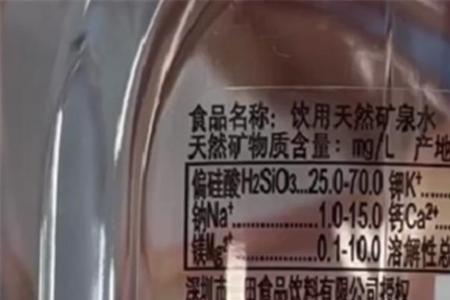 食品名称：饮用天然矿泉水
天然矿物质含量：mg/L 产地
偏硅酸H2SiO3...25.0-70.0 钾K+
钠Na+..........1.0-15.0 钙Ca2+
镁Mg2+..........0.1-10.0 溶解性总
深圳市 田食品饮料有限公司授权